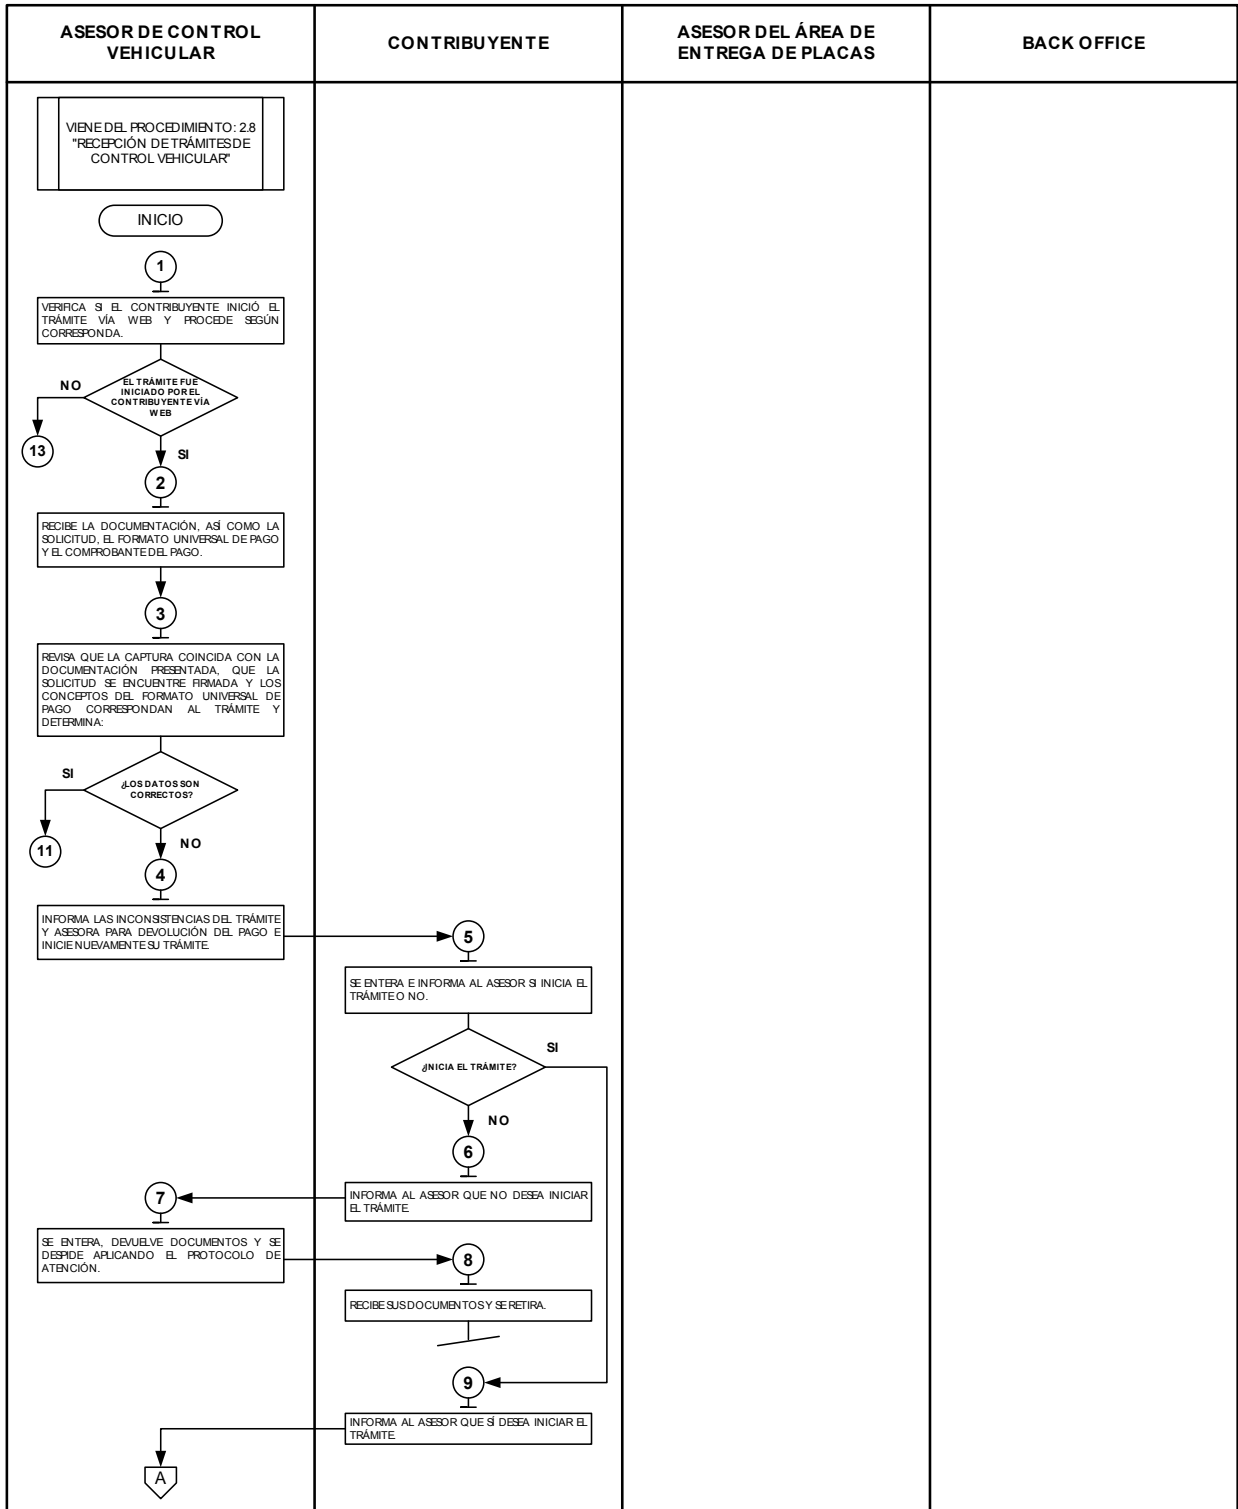 ASESOR DE CONTROL
VEHICULAR
CONTRIBUYENTE
ASESOR DEL ÁREA DE
ENTREGA DE PLACAS
BACK OFFICE
VIENE DEL PROCEDIMIENTO: 2.8
"RECEPCIÓN DE TRÁMITES DE
CONTROL VEHICULAR"
INICIO
1
VERIFICA SI EL CONTRIBUYENTE INICIÓ EL
TRÁMITE VÍA WEB Y PROCEDE SEGÚN
CORRESPONDA.
EL TRÁMITE FUE
INICIADO POR EL
CONTRIBUYENTE VÍA
WEB
NO
13
SI
2
RECIBE LA DOCUMENTACIÓN, ASÍ COMO LA
SOLICITUD, EL FORMATO UNIVERSAL DE PAGO
Y EL COMPROBANTE DEL PAGO.
3
REVISA QUE LA CAPTURA COINCIDA CON LA
DOCUMENTACIÓN PRESENTADA, QUE LA
SOLICITUD SE ENCUENTRE FIRMADA Y LOS
CONCEPTOS DEL FORMATO UNIVERSAL DE
PAGO CORRESPONDAN AL TRÁMITE Y
DETERMINA:
SI
¿LOS DATOS SON
CORRECTOS?
11
NO
4
INFORMA LAS INCONSISTENCIAS DEL TRÁMITE
Y ASESORA PARA DEVOLUCIÓN DEL PAGO E
INICIE NUEVAMENTE SU TRÁMITE.
5
SE ENTERA E INFORMA AL ASESOR SI INICIA EL
TRÁMITE O NO.
¿INICIA EL TRÁMITE?
SI
NO
6
INFORMA AL ASESOR QUE NO DESEA INICIAR
EL TRÁMITE.
7
SE ENTERA, DEVUELVE DOCUMENTOS Y SE
DESPIDE APLICANDO EL PROTOCOLO DE
ATENCIÓN.
8
RECIBE SUS DOCUMENTOS Y SE RETIRA.
9
INFORMA AL ASESOR QUE SÍ DESEA INICIAR EL
TRÁMITE.
A